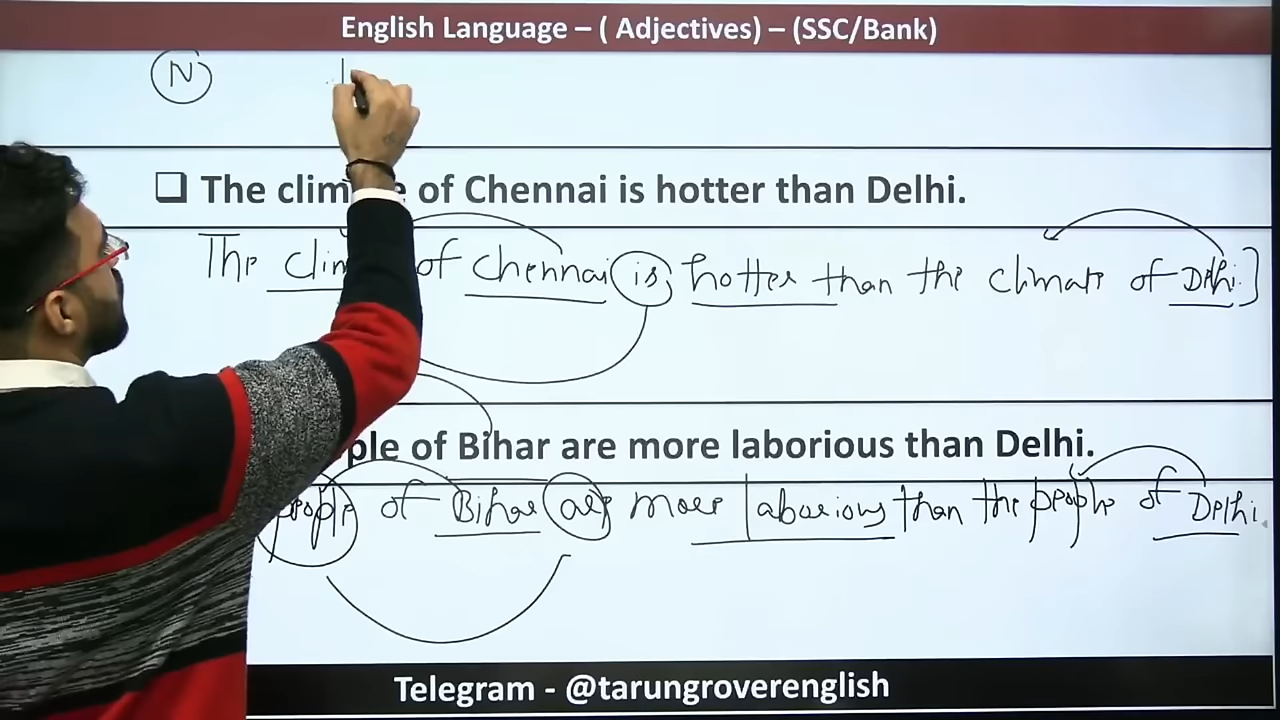 English Language – ( Adjectives) – (SSC/Bank)
N
❑ The clim e of Chennai is hotter than Delhi.
The clim of Chennai is hotter than the climate of Delhi.]
ple of Bihar are more laborious than Delhi.
people of Bihar are more laborious than the people of Delhi.
Telegram - @tarungroverenglish